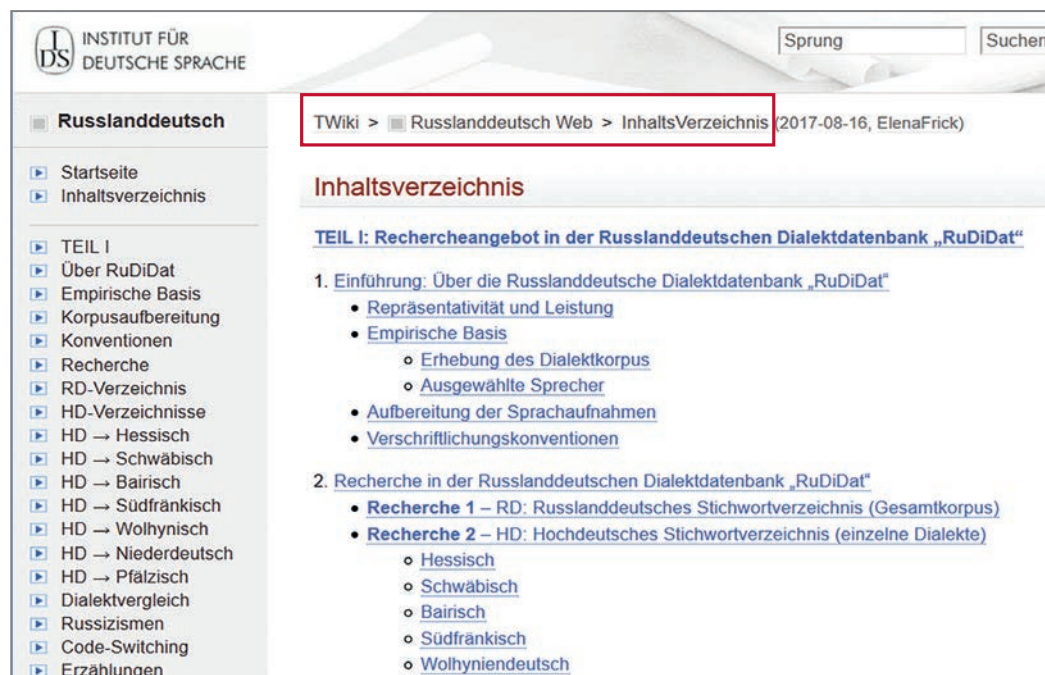 IDS
INSTITUT FÜR
DEUTSCHE SPRACHE
Sprung
Suchen
Russlanddeutsch
Startseite
Inhaltsverzeichnis
TEIL I
Über RuDiDat
Empirische Basis
Korpusaufbereitung
Konventionen
Recherche
RD-Verzeichnis
HD-Verzeichnisse
HD → Hessisch
HD → Schwäbisch
HD → Bairisch
HD → Südfränkisch
HD → Wolhynisch
HD → Niederdeutsch
HD → Pfälzisch
Dialektvergleich
Russizismen
Code-Switching
Erzählungen
TWiki > Russlanddeutsch Web > InhaltsVerzeichnis (2017-08-16, ElenaFrick)
Inhaltsverzeichnis
TEIL I: Rechercheangebot in der Russlanddeutschen Dialektdatenbank „RuDiDat“
1. Einführung: Über die Russlanddeutsche Dialektdatenbank „RuDiDat“
• Repräsentativität und Leistung
• Empirische Basis
o Erhebung des Dialektkorpus
o Ausgewählte Sprecher
• Aufbereitung der Sprachaufnahmen
• Verschriftlichungskonventionen
2. Recherche in der Russlanddeutschen Dialektdatenbank „RuDiDat“
• Recherche 1 – RD: Russlanddeutsches Stichwortverzeichnis (Gesamtkorpus)
• Recherche 2 – HD: Hochdeutsches Stichwortverzeichnis (einzelne Dialekte)
o Hessisch
o Schwäbisch
o Bairisch
o Südfränkisch
o Wolhyniendeutsch